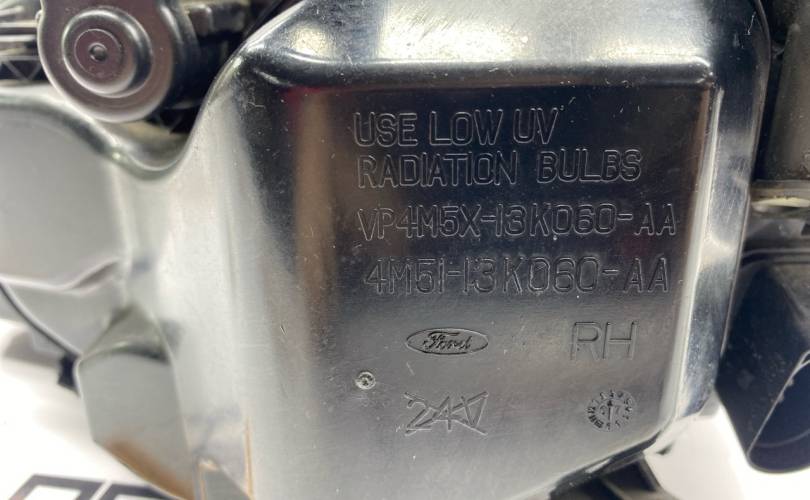 USE LOW UV
RADIATION BULBS
VP4M5X-13K060-AA
4M51-13K060-AA
Ford
RH
24V